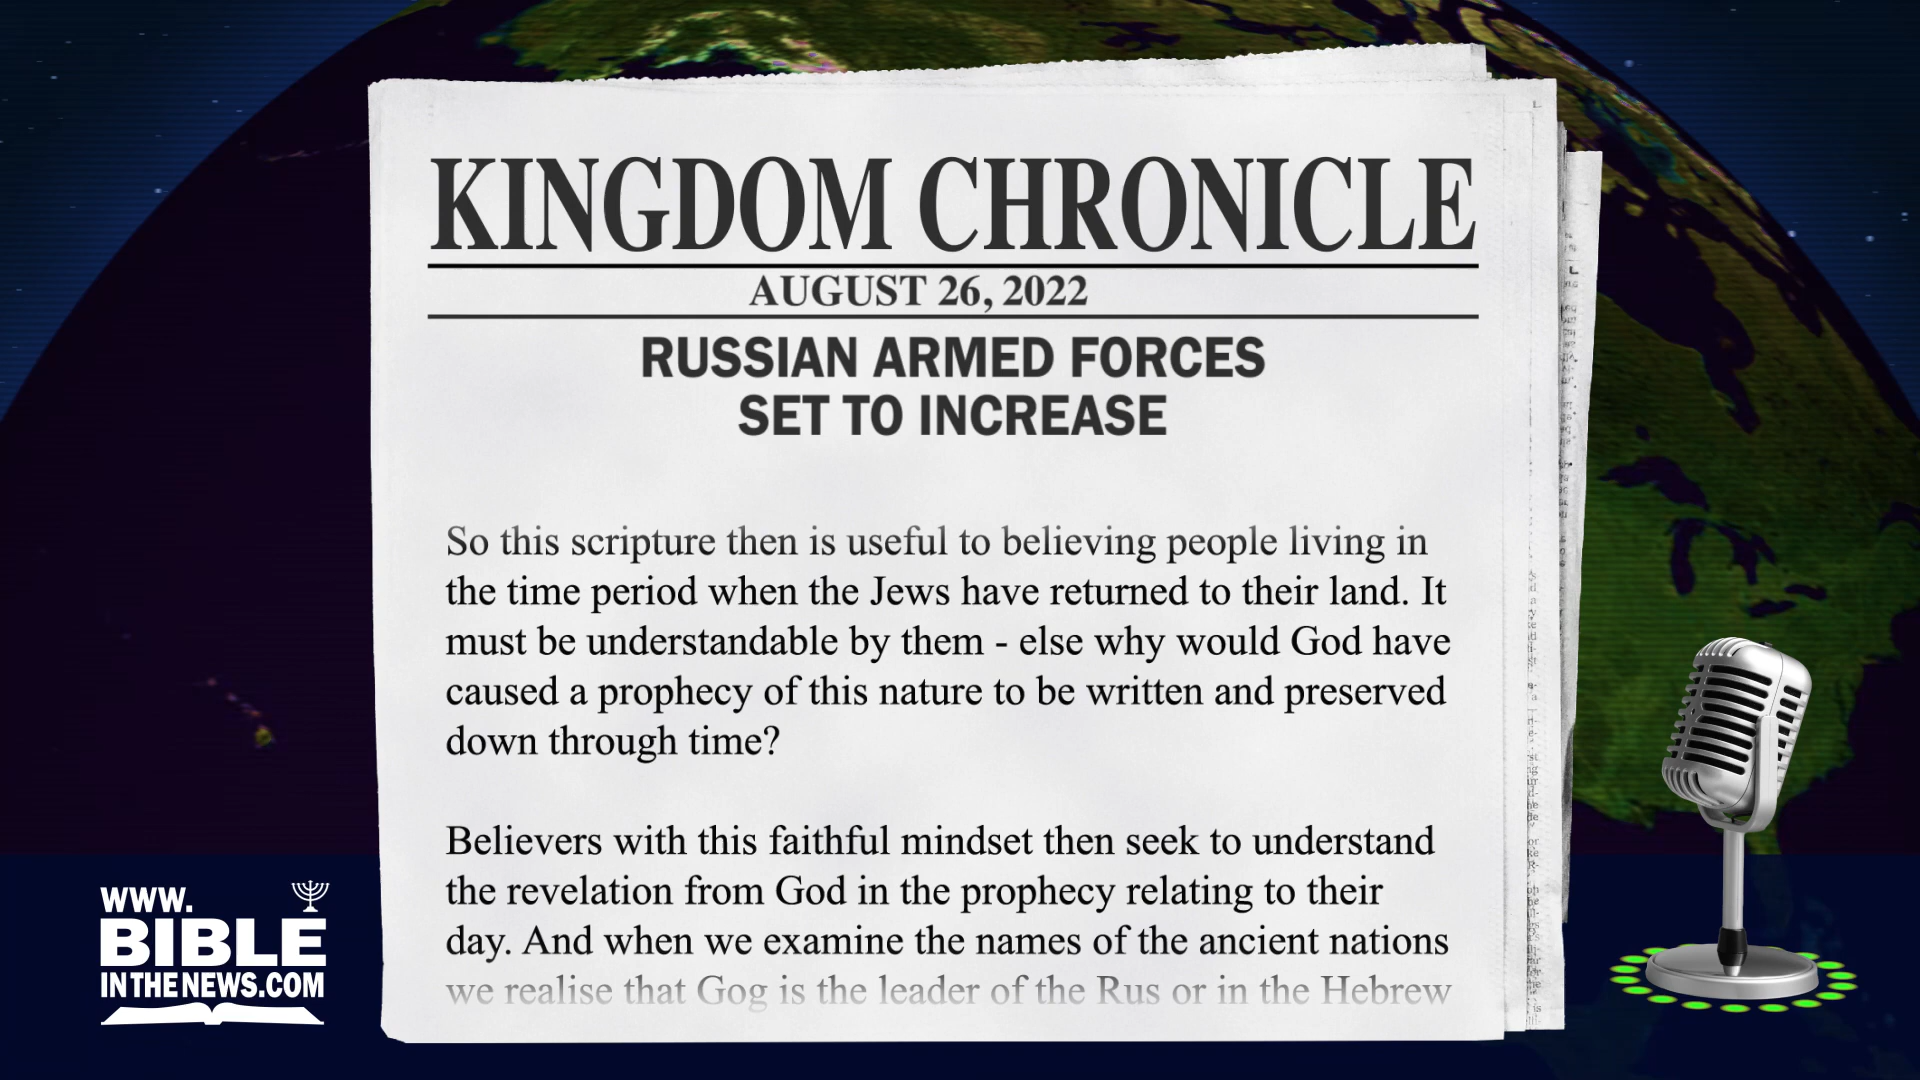 KINGDOM CHRONICLE
AUGUST 26, 2022
RUSSIAN ARMED FORCES
SET TO INCREASE
So this scripture then is useful to believing people living in
the time period when the Jews have returned to their land. It
must be understandable by them - else why would God have
caused a prophecy of this nature to be written and preserved
down through time?
Believers with this faithful mindset then seek to understand
the revelation from God in the prophecy relating to their
day. And when we examine the names of the ancient nations
we realise that Gog is the leader of the Rus or in the Hebrew
WWW.
BIBLE
IN THE NEWS.COM